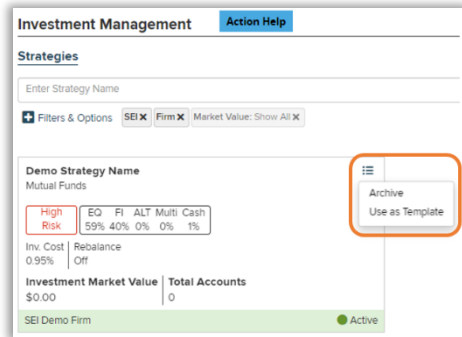 Investment Management Action Help
Strategies
Enter Strategy Name
Filters & Options SEI X Firm X Market Value: Show All X
Demo Strategy Name
Mutual Funds
Archive
Use as Template
High Risk
EQ FI ALT Multi Cash
59% 40% 0% 0% 1%
Inv. Cost Rebalance
0.95% Off
Investment Market Value Total Accounts
$0.00 0
SEI Demo Firm Active